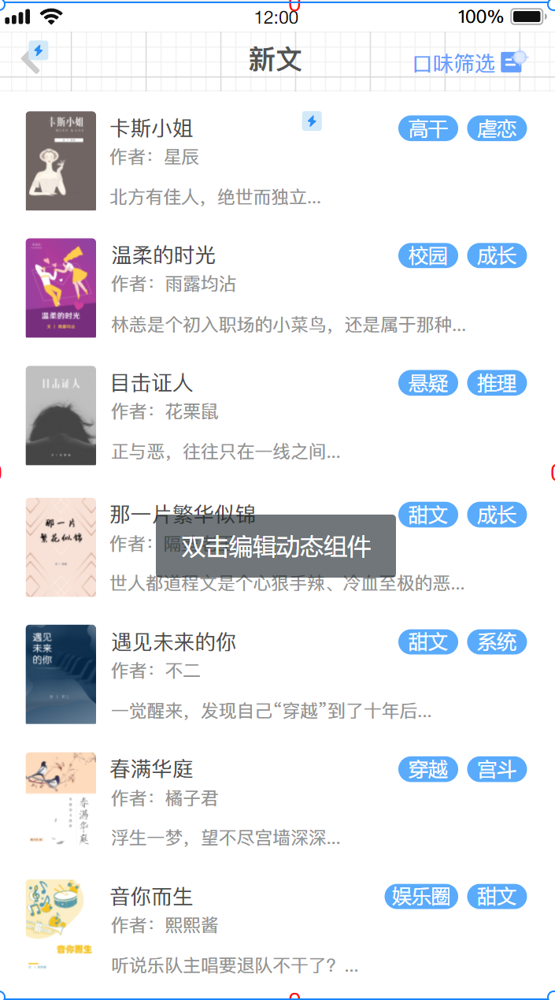 12:00
100%
新文
口味筛选
卡斯小姐
卡斯小姐
高干
虐恋
作者：星辰
北方有佳人，绝世而独立...
温柔的时光
温柔的时光
校园
成长
作者：雨露均沾
林恙是个初入职场的小菜鸟，还是属于那种...
目击证人
目击证人
悬疑
推理
作者：花栗鼠
正与恶，往往只在一线之间...
那一片
繁花似锦
那一片繁华似锦
甜文
成长
作者：隔
双击编辑动态组件
世人都道程文是个心狠手辣、冷血至极的恶...
遇见
未来
的你
遇见未来的你
甜文
系统
作者：不二
一觉醒来，发现自己“穿越”到了十年后...
春满华庭
春满华庭
穿越
宫斗
作者：橘子君
浮生一梦，望不尽宫墙深深...
音你而生
音你而生
娱乐圈
甜文
作者：熙熙酱
听说乐队主唱要退队不干了？...